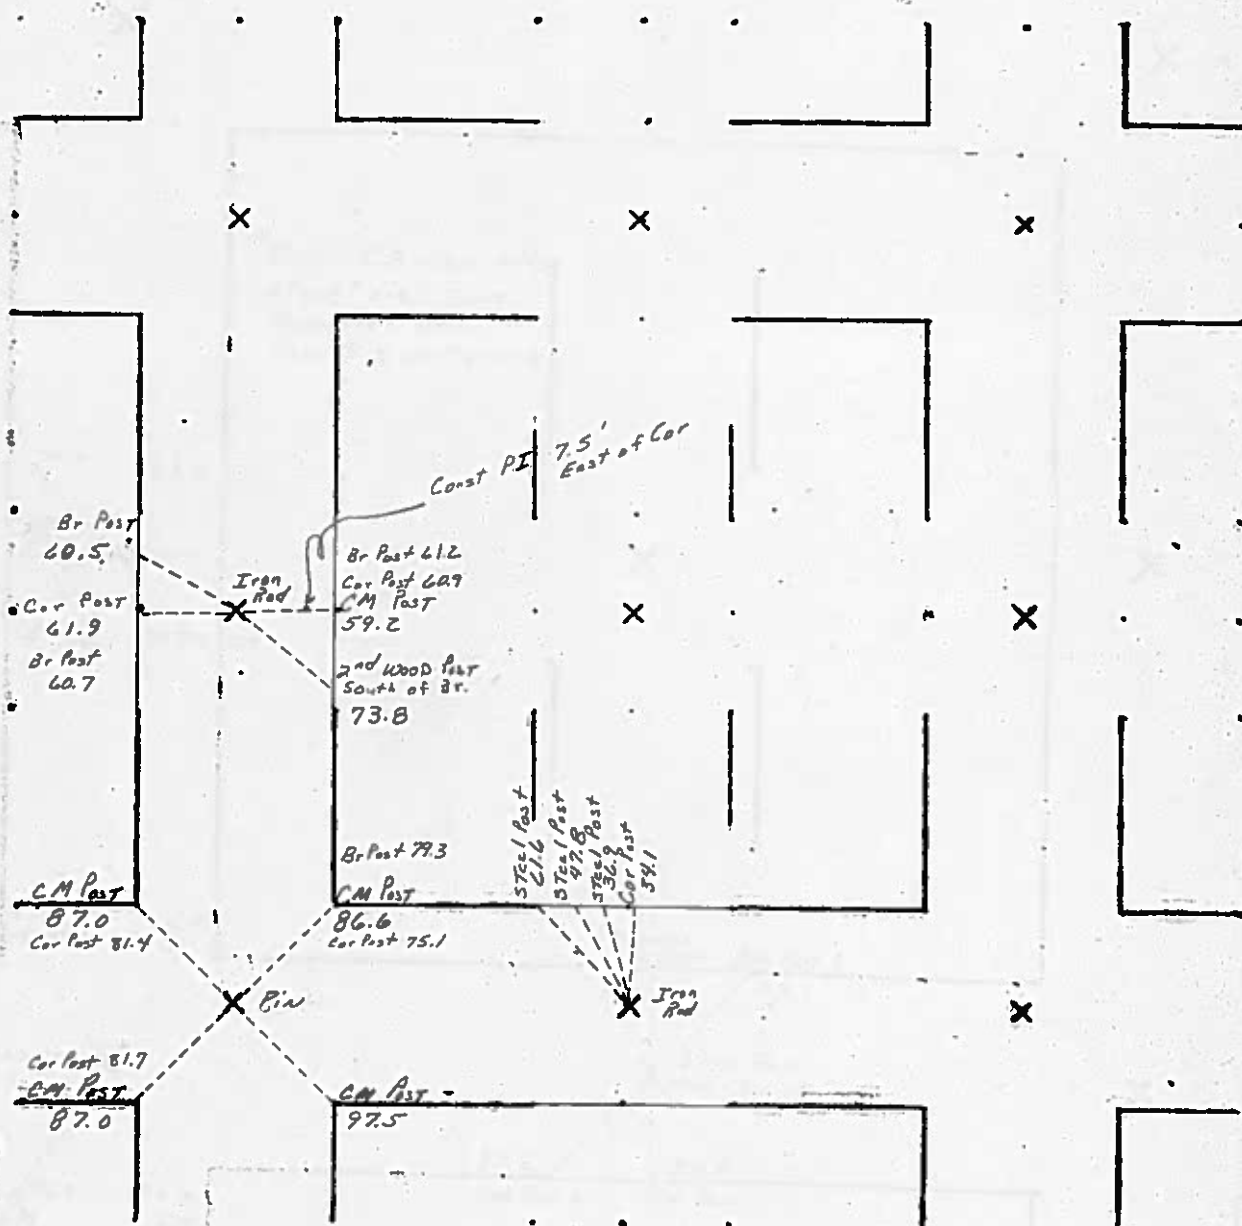 Const PI 7.5'
East of Cor
Br Post
60.5
Iron
Rod
Br Post 61.2
Cor Post 60.9
CM Post
59.2
Cor Post
61.9
Br Post
60.7
2nd Wood Post
South of Br.
73.8
Steel Post
61.6
Steel Post
47.8
Steel Post
36.9
Cor Post
54.1
Br Post 79.3
CM Post
87.0
Cor Post 81.4
CM Post
86.6
Cor Post 75.1
Pin
Iron
Rod
Cor Post 81.7
CM Post
87.0
CM Post
97.5